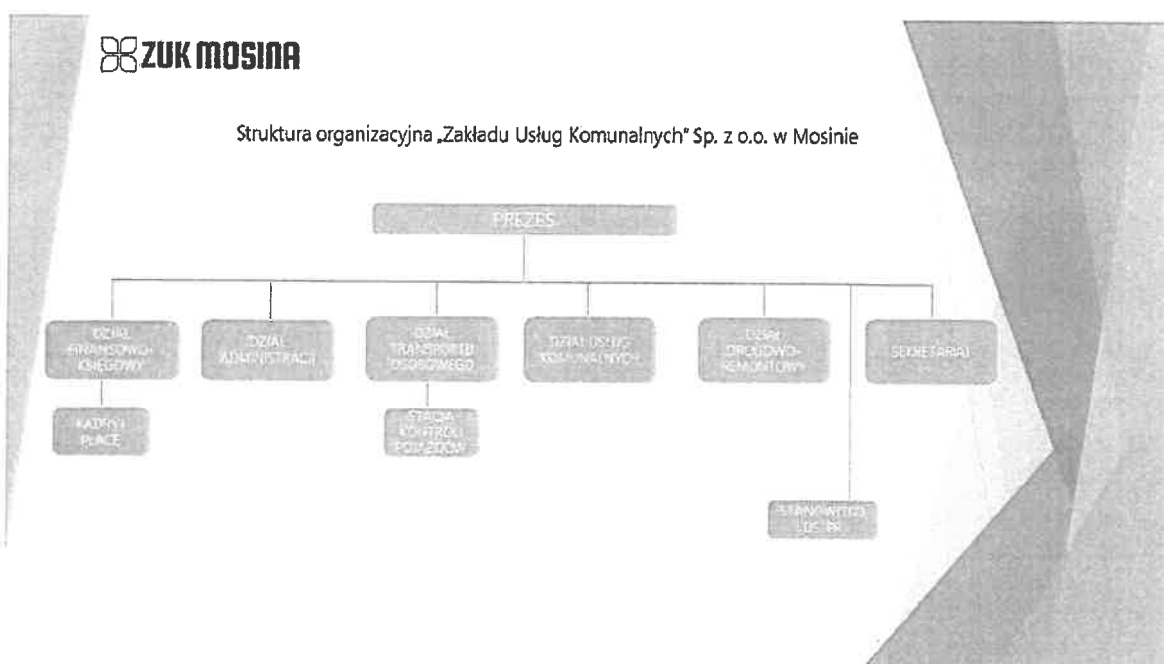 ZUK MOSINA
Struktura organizacyjna „Zakładu Usług Komunalnych" Sp. z o.o. w Mosinie
PREZES
DZIAŁ
FINANSOWO-
KSIĘGOWY
DZIAŁ
ADMINISTRACJI
DZIAŁ
TRANSPORTU
OSOBOWEGO
DZIAŁ USŁUG
KOMUNALNYCH
DZIAŁ
DROGOWO-
REMONTOWY
SEKRETARIAT
KADRY I
PŁACE
STACJA
KONTROLI
POJAZDÓW
STANOWISKO
DS. PR